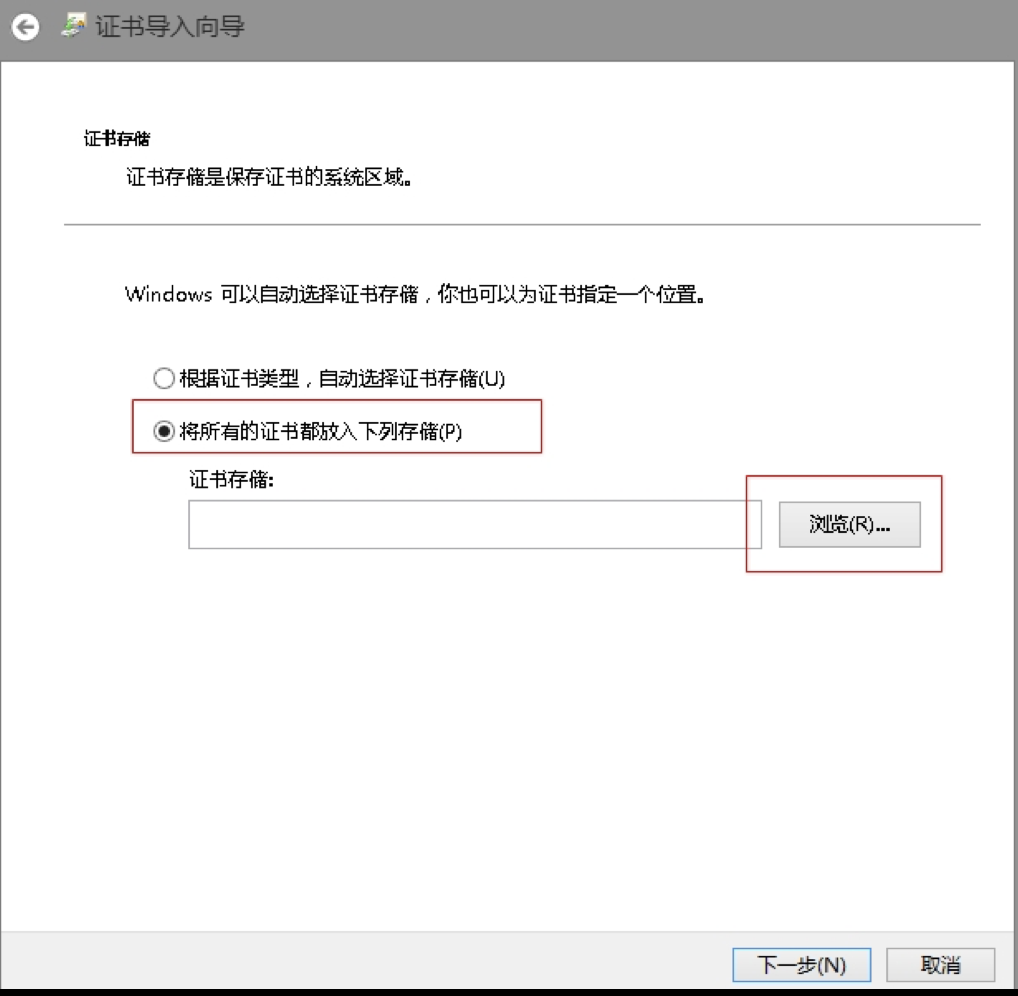 证书导入向导
证书存储
证书存储是保存证书的系统区域。
Windows 可以自动选择证书存储，你也可以为证书指定一个位置。
根据证书类型，自动选择证书存储(U)
将所有的证书都放入下列存储(P)
证书存储:
浏览(R)...
下一步(N)
取消